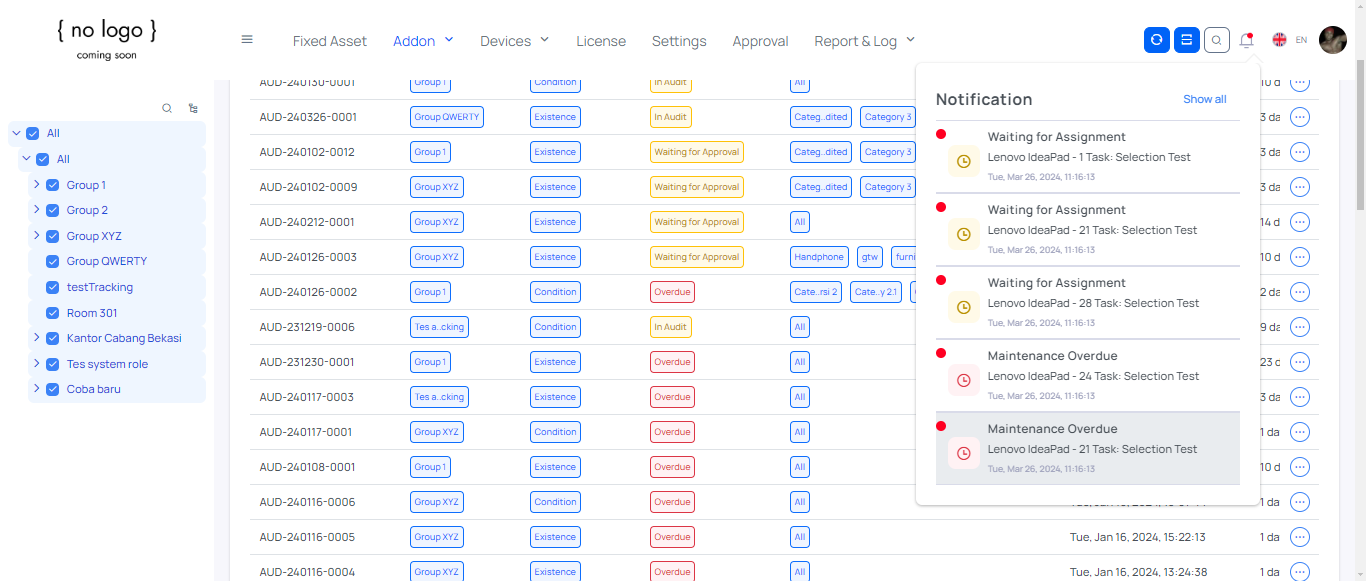 { no logo }
coming soon
Fixed Asset Addon Devices License Settings Approval Report & Log EN
All
All
Group 1
Group 2
Group XYZ
Group QWERTY
testTracking
Room 301
Kantor Cabang Bekasi
Tes system role
Coba baru
AUD-240130-0001 Group 1 Condition In Audit All 10 d
AUD-240326-0001 Group QWERTY Existence In Audit Categ..dited Category 3 3 da
AUD-240102-0012 Group 1 Existence Waiting for Approval Categ..dited Category 3 3 da
AUD-240102-0009 Group XYZ Existence Waiting for Approval Categ..dited Category 3 3 da
AUD-240212-0001 Group XYZ Existence Waiting for Approval All 14 d
AUD-240126-0003 Group XYZ Existence Waiting for Approval Handphone gtw furni 10 d
AUD-240126-0002 Group 1 Condition Overdue Cate..rsi 2 Cate..y 2.1 2 da
AUD-231219-0006 Tes a..cking Condition In Audit All 9 da
AUD-231230-0001 Group 1 Existence Overdue All 23 d
AUD-240117-0003 Tes a..cking Existence Overdue All 3 da
AUD-240117-0001 Group XYZ Condition Overdue All 1 da
AUD-240108-0001 Group 1 Existence Overdue All 10 d
AUD-240116-0006 Group XYZ Condition Overdue All 1 da
AUD-240116-0005 Group XYZ Existence Overdue All Tue, Jan 16, 2024, 15:22:13 1 da
AUD-240116-0004 Group XYZ Existence Overdue All Tue, Jan 16, 2024, 13:24:38 1 da
Notification Show all
Waiting for Assignment
Lenovo IdeaPad - 1 Task: Selection Test
Tue, Mar 26, 2024, 11:16:13
Waiting for Assignment
Lenovo IdeaPad - 21 Task: Selection Test
Tue, Mar 26, 2024, 11:16:13
Waiting for Assignment
Lenovo IdeaPad - 28 Task: Selection Test
Tue, Mar 26, 2024, 11:16:13
Maintenance Overdue
Lenovo IdeaPad - 24 Task: Selection Test
Tue, Mar 26, 2024, 11:16:13
Maintenance Overdue
Lenovo IdeaPad - 21 Task: Selection Test
Tue, Mar 26, 2024, 11:16:13